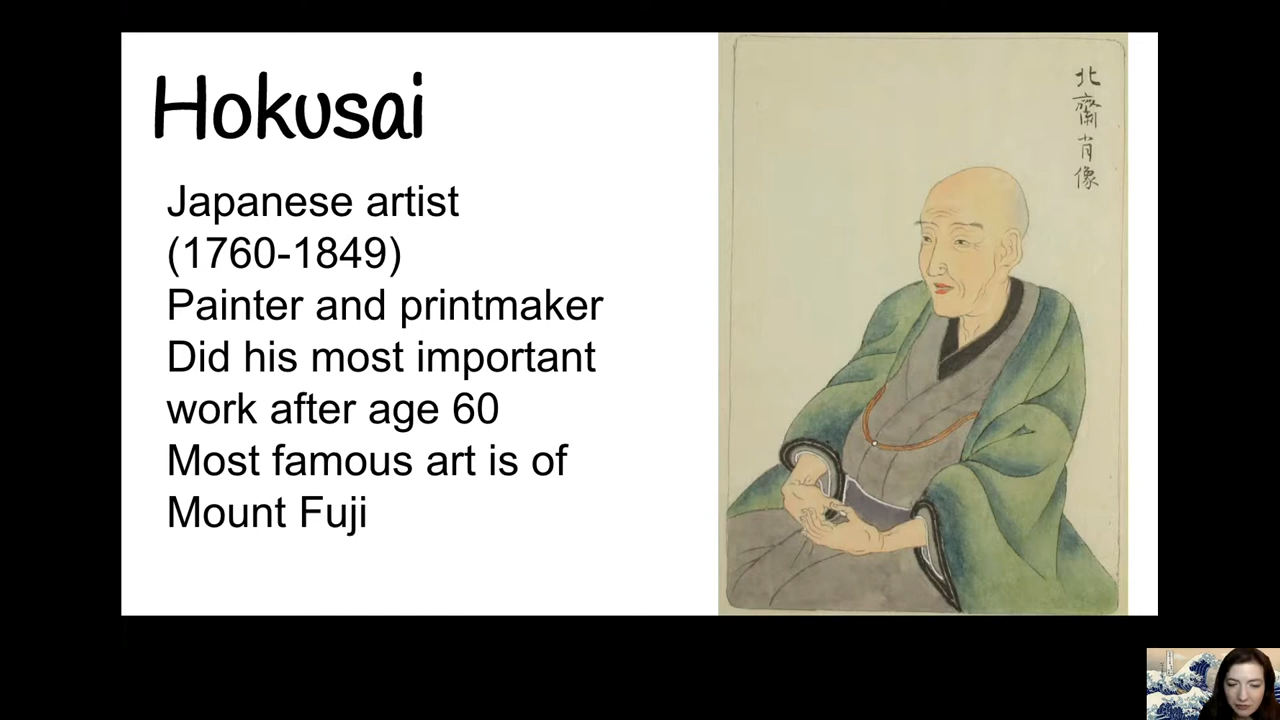 Hokusai
Japanese artist
(1760-1849)
Painter and printmaker
Did his most important
work after age 60
Most famous art is of
Mount Fuji
北齋肖像